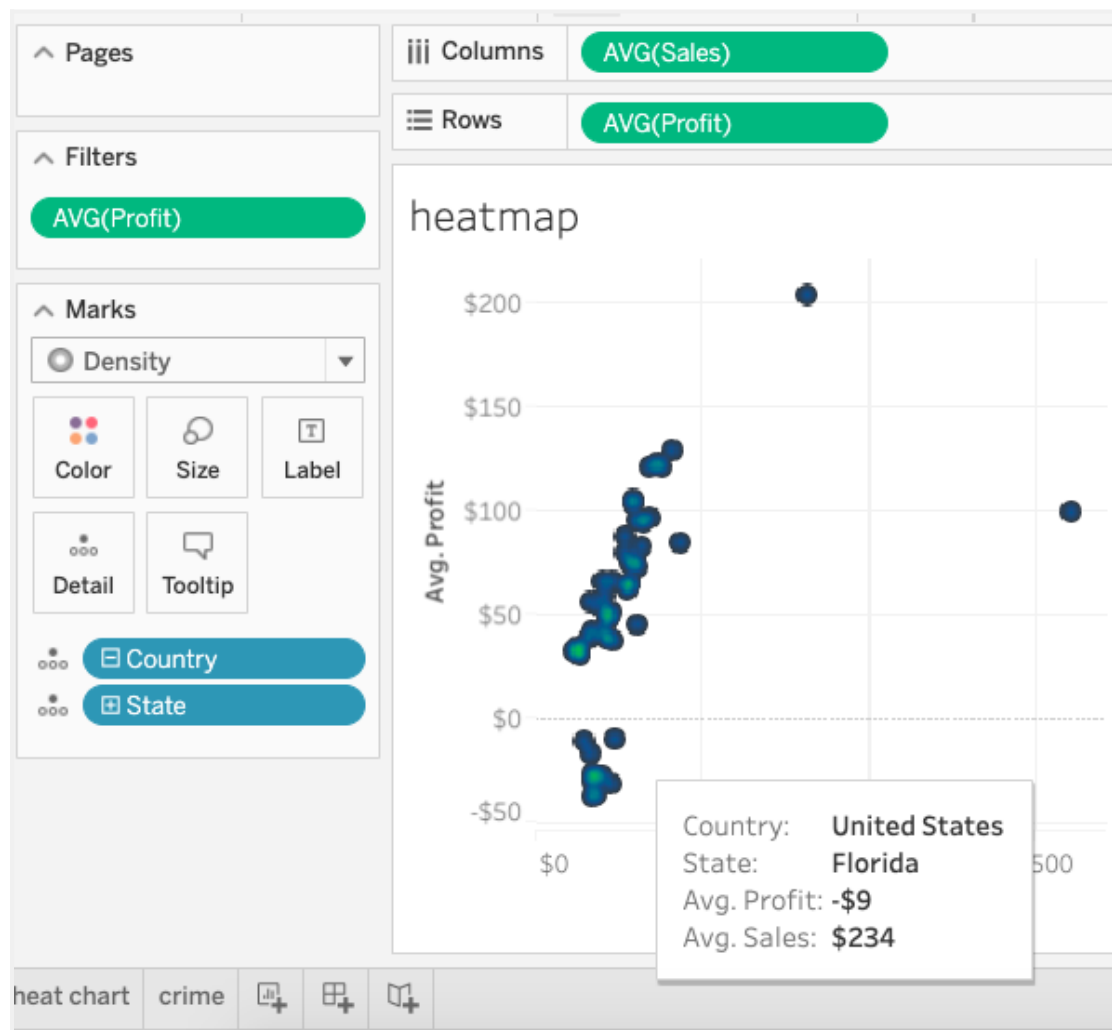 Pages
Columns
AVG(Sales)
Rows
AVG(Profit)
Filters
AVG(Profit)
Marks
Density
Color
Size
Label
Detail
Tooltip
Country
State
heatmap
$200
$150
$100
$50
$0
-$50
Avg. Profit
$0
500
Country: United States
State: Florida
Avg. Profit: -$9
Avg. Sales: $234
heat chart
crime